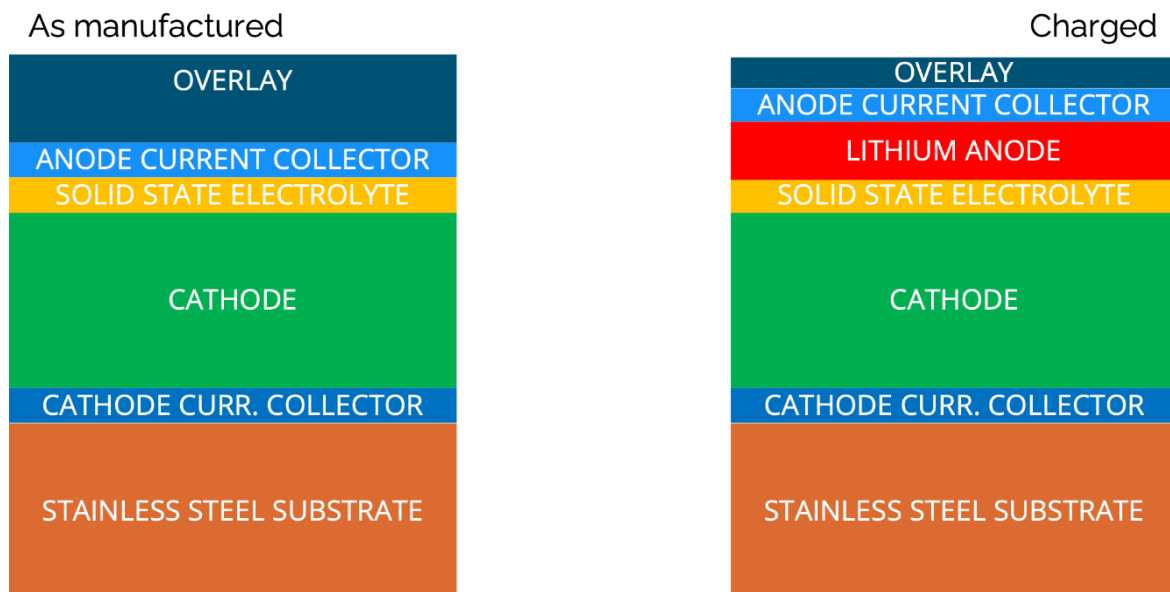 As manufactured
OVERLAY
ANODE CURRENT COLLECTOR
SOLID STATE ELECTROLYTE
CATHODE
CATHODE CURR. COLLECTOR
STAINLESS STEEL SUBSTRATE
Charged
OVERLAY
ANODE CURRENT COLLECTOR
LITHIUM ANODE
SOLID STATE ELECTROLYTE
CATHODE
CATHODE CURR. COLLECTOR
STAINLESS STEEL SUBSTRATE